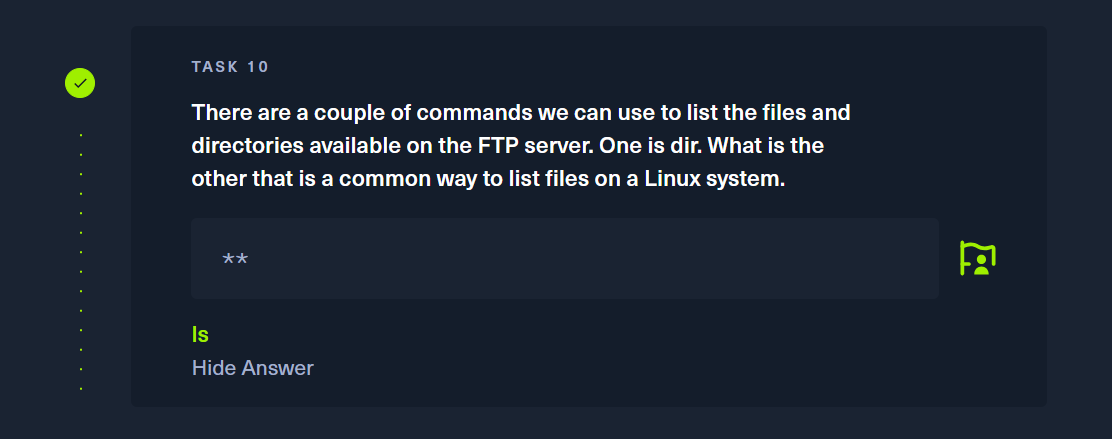 TASK 10
There are a couple of commands we can use to list the files and
directories available on the FTP server. One is dir. What is the
other that is a common way to list files on a Linux system.
**
ls
Hide Answer